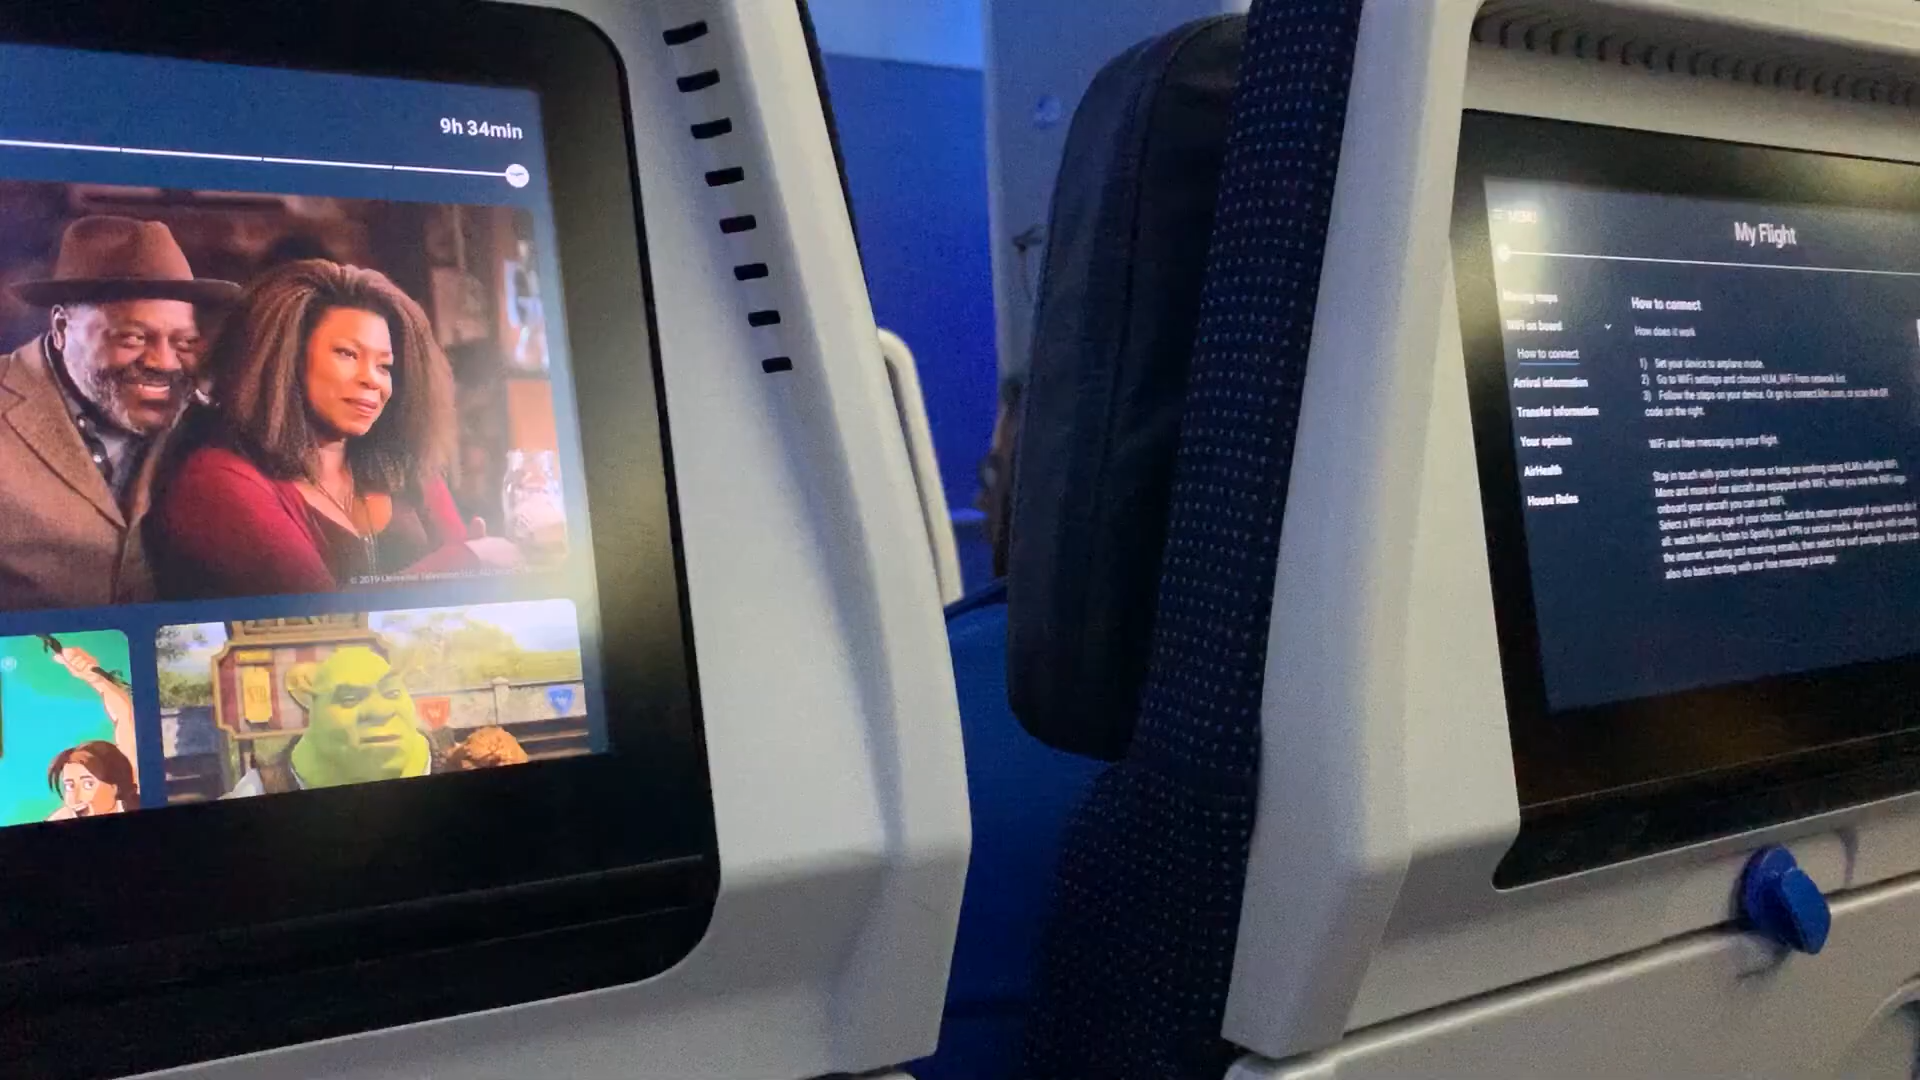 9h 34min
© 2019 Universal Television LLC. ALL
MENU
My Flight
Moving maps
WiFi on board
How to connect
Arrival information
Transfer information
Your opinion
AirHealth
House Rules
How to connect
How does it work
1) Set your device to airplane mode.
2) Go to WiFi settings and choose KLM_WiFi from network list.
3) Follow the steps on your device. Or go to connect.klm.com, or scan the QR
code on the right.
WiFi and free messaging on your flight.
Stay in touch with your loved ones or keep on working using KLM's inflight WiFi.
More and more of our aircraft are equipped with WiFi, when you see the WiFi sign
onboard your aircraft you can use WiFi.
Select a WiFi package of your choice. Select the stream package if you want to do it
all: watch Netflix, listen to Spotify, use VPN or social media. Are you ok with surfing
the internet, sending and receiving emails, then select the surf package. But you can
also do basic texting with our free message package.